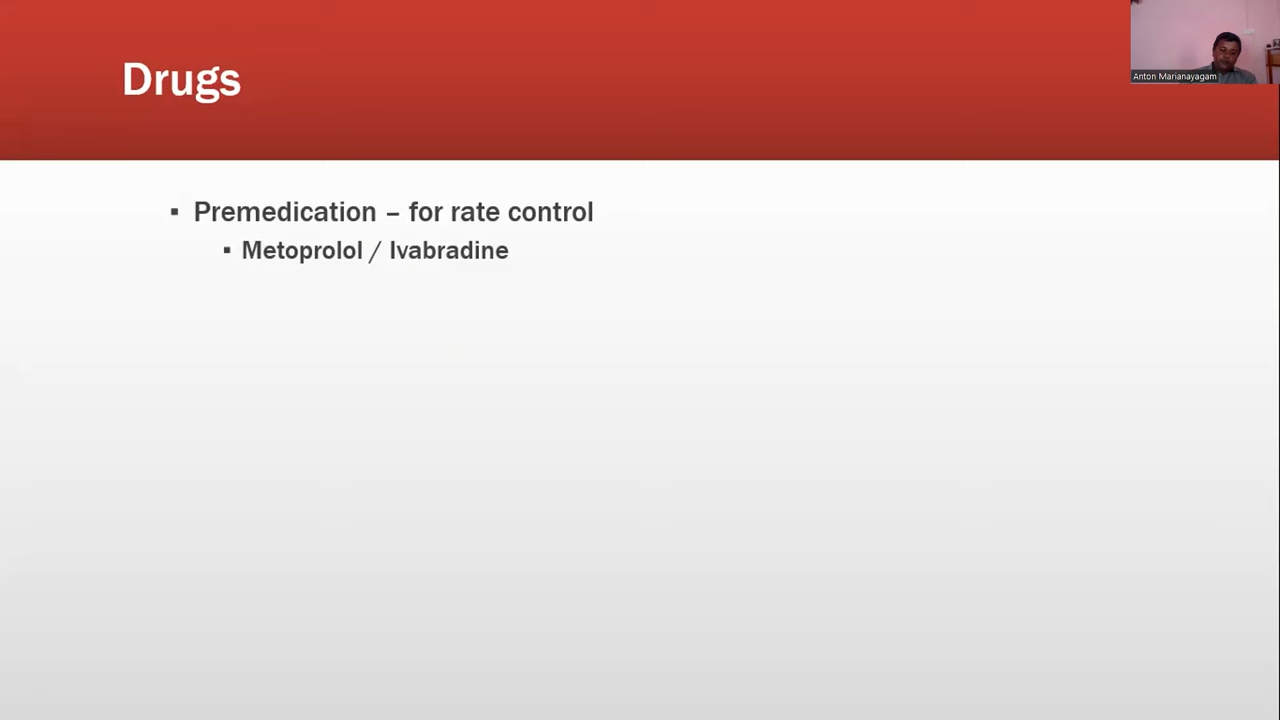 Drugs
Anton Marianayagam
▪ Premedication – for rate control
▪ Metoprolol / Ivabradine